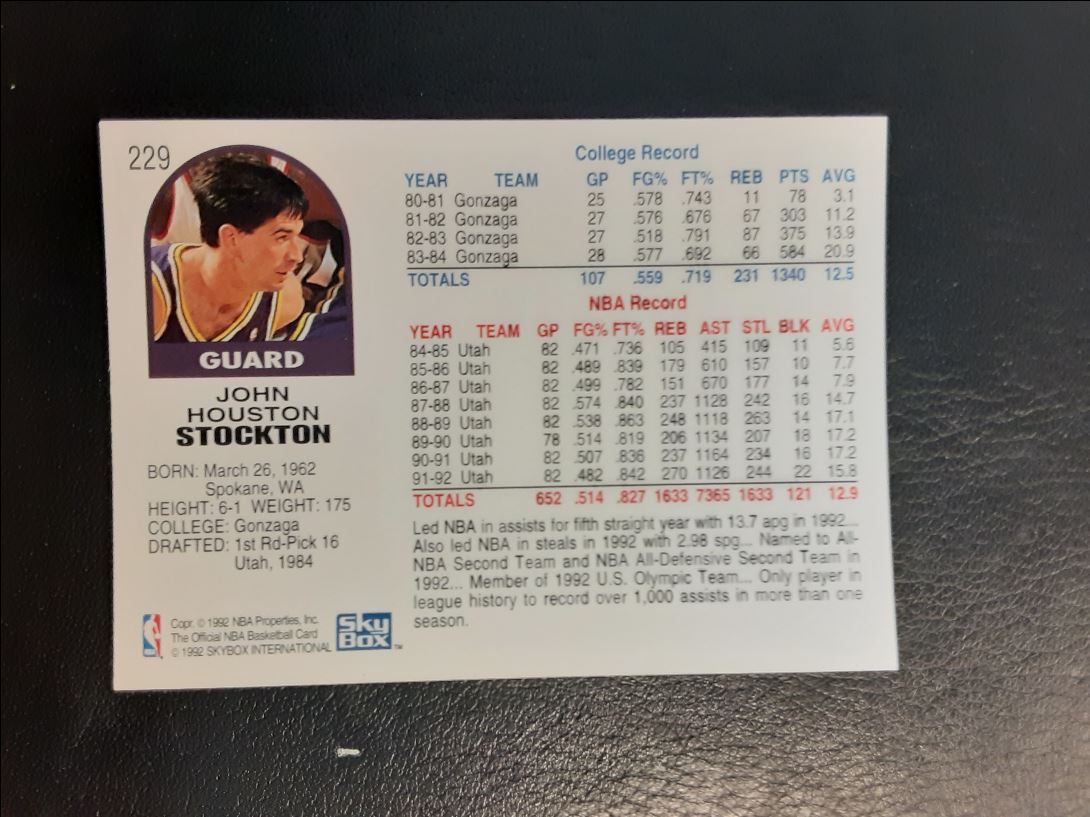 229
GUARD
JOHN
HOUSTON
STOCKTON
BORN: March 26, 1962
Spokane, WA
HEIGHT: 6-1 WEIGHT: 175
COLLEGE: Gonzaga
DRAFTED: 1st Rd-Pick 16
Utah, 1984
Copr. © 1992 NBA Properties, Inc.
The Official NBA Basketball Card
© 1992 SKYBOX INTERNATIONAL
Sky
Box™
College Record
YEAR TEAM GP FG% FT% REB PTS AVG
80-81 Gonzaga 25 .578 .743 11 78 3.1
81-82 Gonzaga 27 .576 .676 67 303 11.2
82-83 Gonzaga 27 .518 .791 87 375 13.9
83-84 Gonzaga 28 .577 .692 66 584 20.9
TOTALS 107 .559 .719 231 1340 12.5
NBA Record
YEAR TEAM GP FG% FT% REB AST STL BLK AVG
84-85 Utah 82 .471 .736 105 415 109 11 5.6
85-86 Utah 82 .489 .839 179 610 157 10 7.7
86-87 Utah 82 .499 .782 151 670 177 14 7.9
87-88 Utah 82 .574 .840 237 1128 242 16 14.7
88-89 Utah 82 .538 .863 248 1118 263 14 17.1
89-90 Utah 78 .514 .819 206 1134 207 18 17.2
90-91 Utah 82 .507 .836 237 1164 234 16 17.2
91-92 Utah 82 .482 .842 270 1126 244 22 15.8
TOTALS 652 .514 .827 1633 7365 1633 121 12.9
Led NBA in assists for fifth straight year with 13.7 apg in 1992...
Also led NBA in steals in 1992 with 2.98 spg... Named to All-
NBA Second Team and NBA All-Defensive Second Team in
1992... Member of 1992 U.S. Olympic Team... Only player in
league history to record over 1,000 assists in more than one
season.